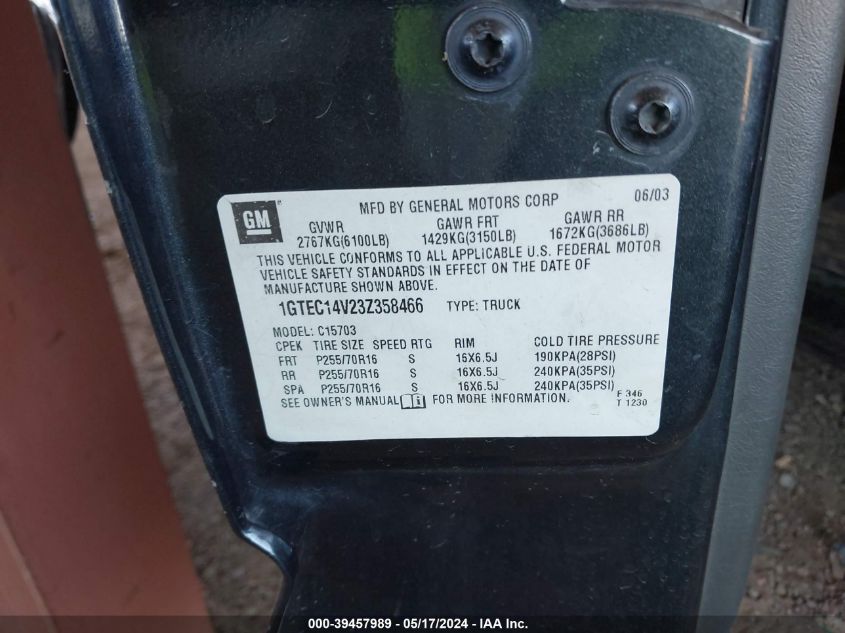 GM
MFD BY GENERAL MOTORS CORP 06/03
GVWR GAWR FRT GAWR RR
2767KG(6100LB) 1429KG(3150LB) 1672KG(3686LB)
THIS VEHICLE CONFORMS TO ALL APPLICABLE U.S. FEDERAL MOTOR
VEHICLE SAFETY STANDARDS IN EFFECT ON THE DATE OF
MANUFACTURE SHOWN ABOVE.
1GTEC14V23Z358466 TYPE: TRUCK
MODEL: C15703
CPEK TIRE SIZE SPEED RTG RIM COLD TIRE PRESSURE
FRT P255/70R16 S 16X6.5J 190KPA(28PSI)
RR P255/70R16 S 16X6.5J 240KPA(35PSI)
SPA P255/70R16 S 16X6.5J 240KPA(35PSI)
SEE OWNER'S MANUAL FOR MORE INFORMATION.
F 346
T 1230
000-39457989 - 05/17/2024 - IAA Inc.